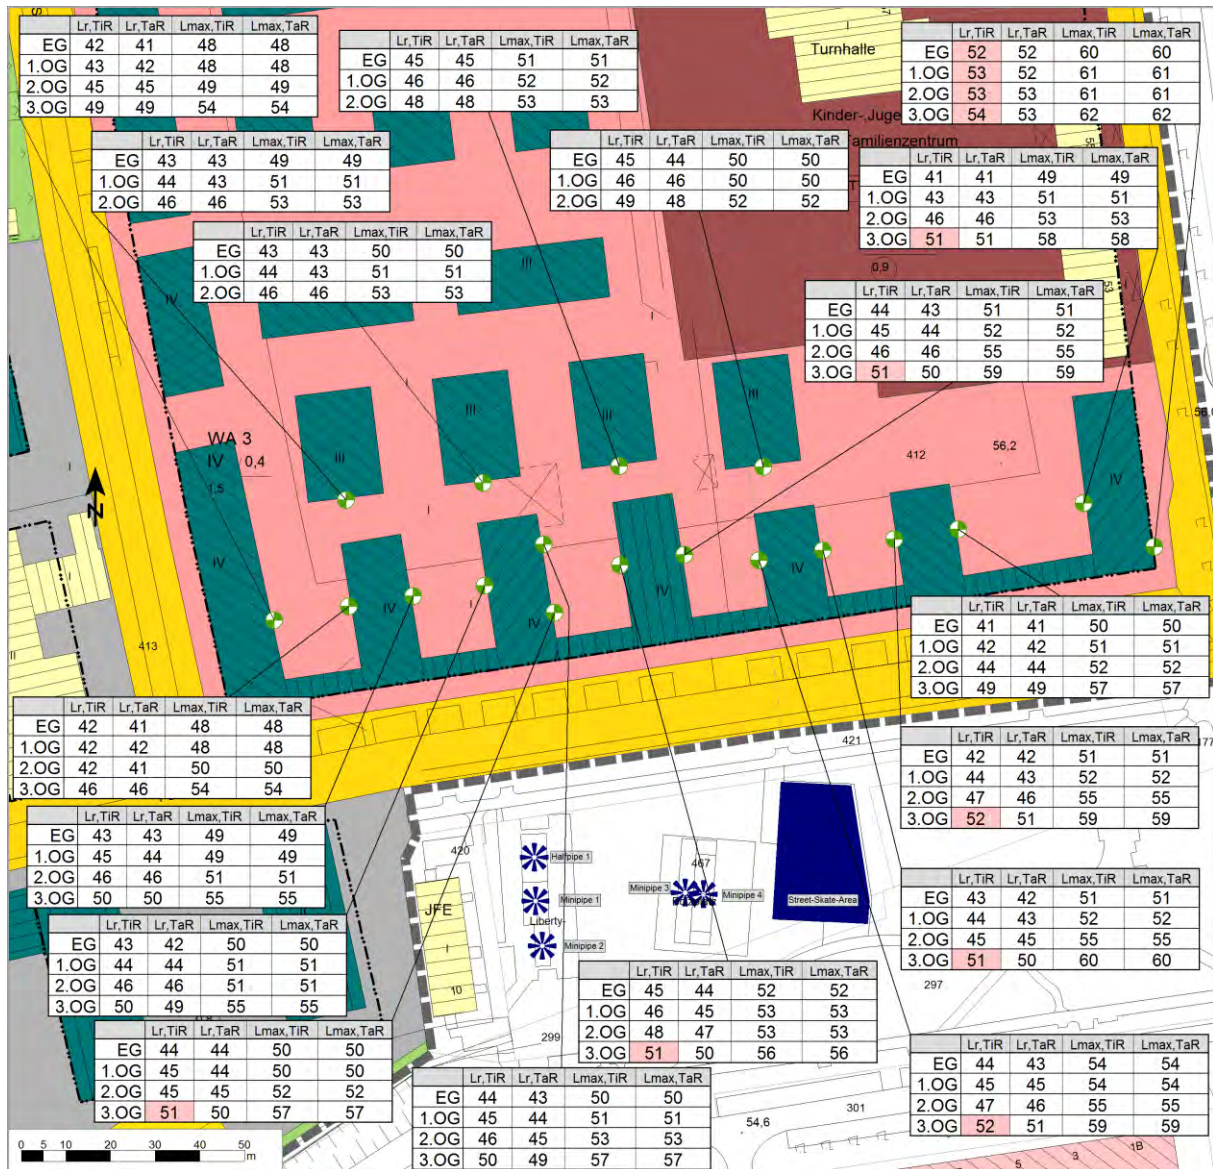 Lr,TiR Lr,TaR Lmax,TiR Lmax,TaR
EG 42 41 48 48
1.OG 43 42 48 48
2.OG 45 45 49 49
3.OG 49 49 54 54
Lr,TiR Lr,TaR Lmax,TiR Lmax,TaR
EG 45 45 51 51
1.OG 46 46 52 52
2.OG 48 48 53 53
Turnhalle
Lr,TiR Lr,TaR Lmax,TiR Lmax,TaR
EG 52 52 60 60
1.OG 53 52 61 61
2.OG 53 53 61 61
3.OG 54 53 62 62
Kinder-,Juge
amilienzentrum
Lr,TiR Lr,TaR Lmax,TiR Lmax,TaR
EG 43 43 49 49
1.OG 44 43 51 51
2.OG 46 46 53 53
Lr,TiR Lr,TaR Lmax,TiR Lmax,TaR
EG 45 44 50 50
1.OG 46 46 50 50
2.OG 49 48 52 52
Lr,TiR Lr,TaR Lmax,TiR Lmax,TaR
EG 41 41 49 49
1.OG 43 43 51 51
2.OG 46 46 53 53
3.OG 51 51 58 58
Lr,TiR Lr,TaR Lmax,TiR Lmax,TaR
EG 43 43 50 50
1.OG 44 43 51 51
2.OG 46 46 53 53
0,9
53
IV
III
Lr,TiR Lr,TaR Lmax,TiR Lmax,TaR
EG 44 43 51 51
1.OG 45 44 52 52
2.OG 46 46 55 55
3.OG 51 50 59 59
III
III
III
III
WA 3
IV 0,4
1,5
N
412
56,2
IV
IV
IV
IV
IV
IV
413
II
421
Lr,TiR Lr,TaR Lmax,TiR Lmax,TaR
EG 41 41 50 50
1.OG 42 42 51 51
2.OG 44 44 52 52
3.OG 49 49 57 57
Lr,TiR Lr,TaR Lmax,TiR Lmax,TaR
EG 42 41 48 48
1.OG 42 42 48 48
2.OG 42 41 50 50
3.OG 46 46 54 54
Lr,TiR Lr,TaR Lmax,TiR Lmax,TaR
EG 42 42 51 51
1.OG 44 43 52 52
2.OG 47 46 55 55
3.OG 52 51 59 59
177
Lr,TiR Lr,TaR Lmax,TiR Lmax,TaR
EG 43 43 49 49
1.OG 45 44 49 49
2.OG 46 46 51 51
3.OG 50 50 55 55
420
Halfpipe 1
467
Minipipe 3
Minipipe 4
Minipipe 1
Street-Skate-Area
Liberty-
Minipipe 2
JFE
I
10
Lr,TiR Lr,TaR Lmax,TiR Lmax,TaR
EG 43 42 51 51
1.OG 44 43 52 52
2.OG 45 45 55 55
3.OG 51 50 60 60
Lr,TiR Lr,TaR Lmax,TiR Lmax,TaR
EG 43 42 50 50
1.OG 44 44 51 51
2.OG 46 46 51 51
3.OG 50 49 55 55
297
Lr,TiR Lr,TaR Lmax,TiR Lmax,TaR
EG 45 44 52 52
1.OG 46 45 53 53
2.OG 48 47 53 53
3.OG 51 50 56 56
299
Lr,TiR Lr,TaR Lmax,TiR Lmax,TaR
EG 44 44 50 50
1.OG 45 44 50 50
2.OG 45 45 52 52
3.OG 51 50 57 57
Lr,TiR Lr,TaR Lmax,TiR Lmax,TaR
EG 44 43 54 54
1.OG 45 45 54 54
2.OG 47 46 55 55
3.OG 52 51 59 59
Lr,TiR Lr,TaR Lmax,TiR Lmax,TaR
EG 44 43 50 50
1.OG 45 44 51 51
2.OG 46 45 53 53
3.OG 50 49 57 57
54,6
301
0 5 10 20 30 40 50
m
5
3
1B